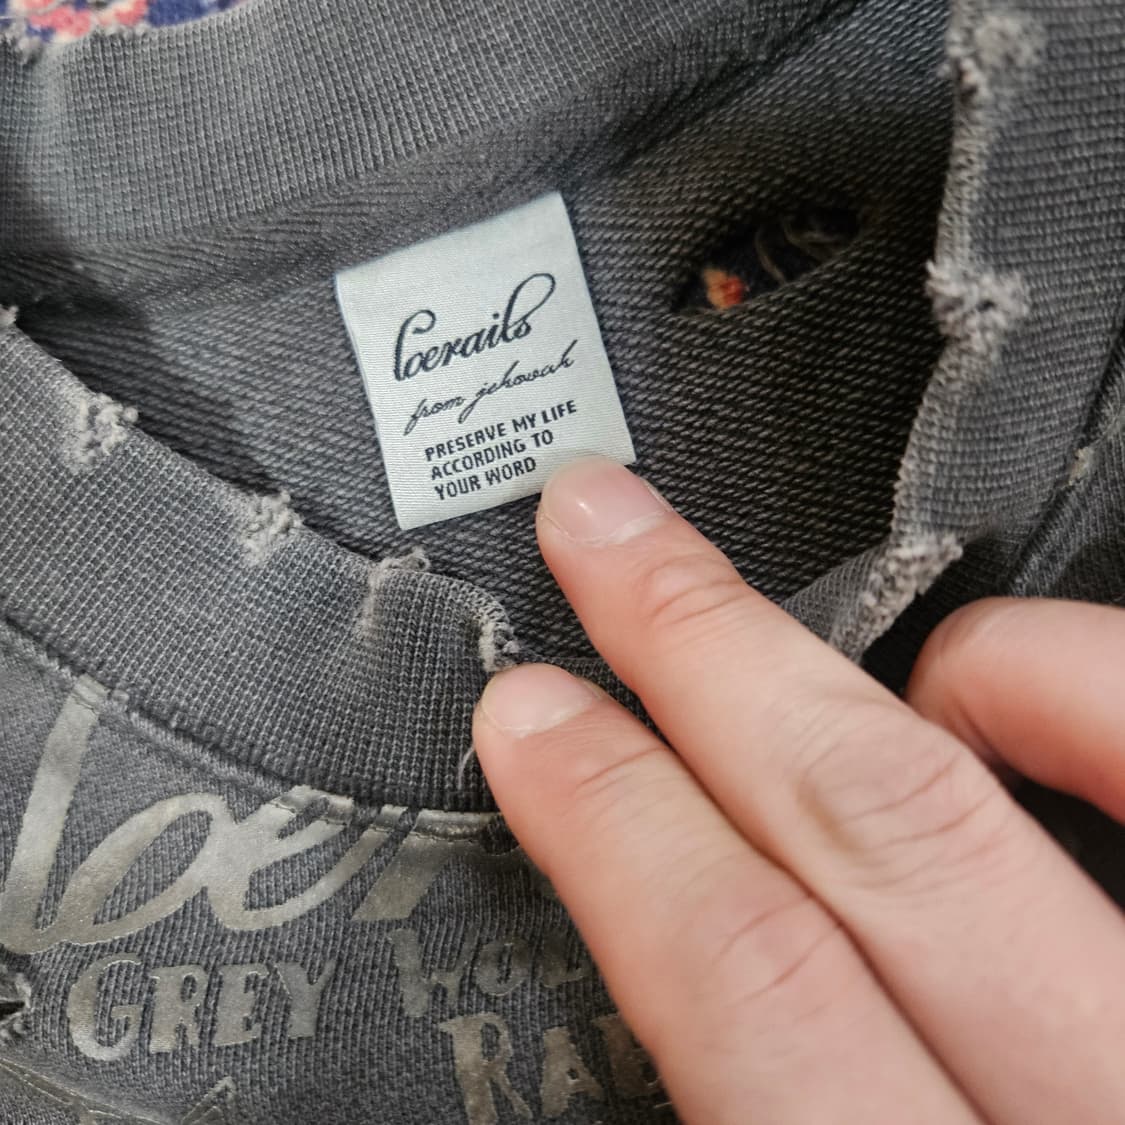 Loerails
from jehovah
PRESERVE MY LIFE
ACCORDING TO
YOUR WORD
GREY